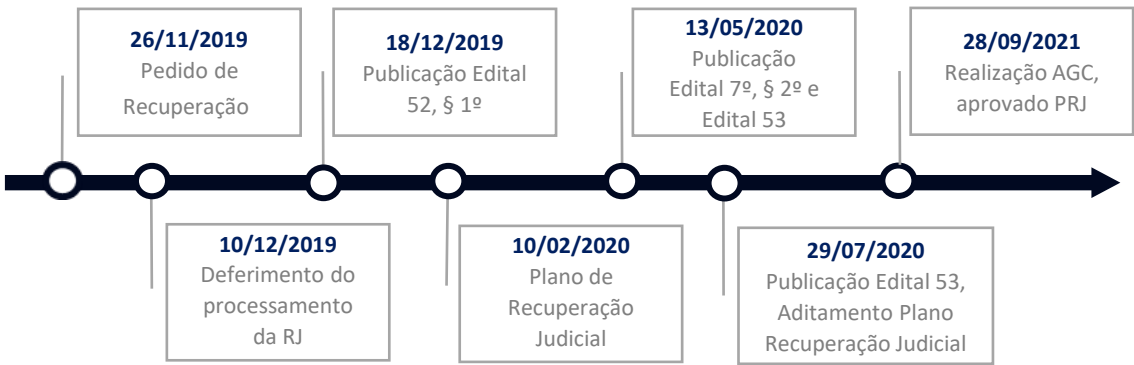 26/11/2019
Pedido de
Recuperação
18/12/2019
Publicação Edital
52, § 1º
13/05/2020
Publicação
Edital 7º, § 2º e
Edital 53
28/09/2021
Realização AGC,
aprovado PRJ
10/12/2019
Deferimento do
processamento
da RJ
10/02/2020
Plano de
Recuperação
Judicial
29/07/2020
Publicação Edital 53,
Aditamento Plano
Recuperação Judicial